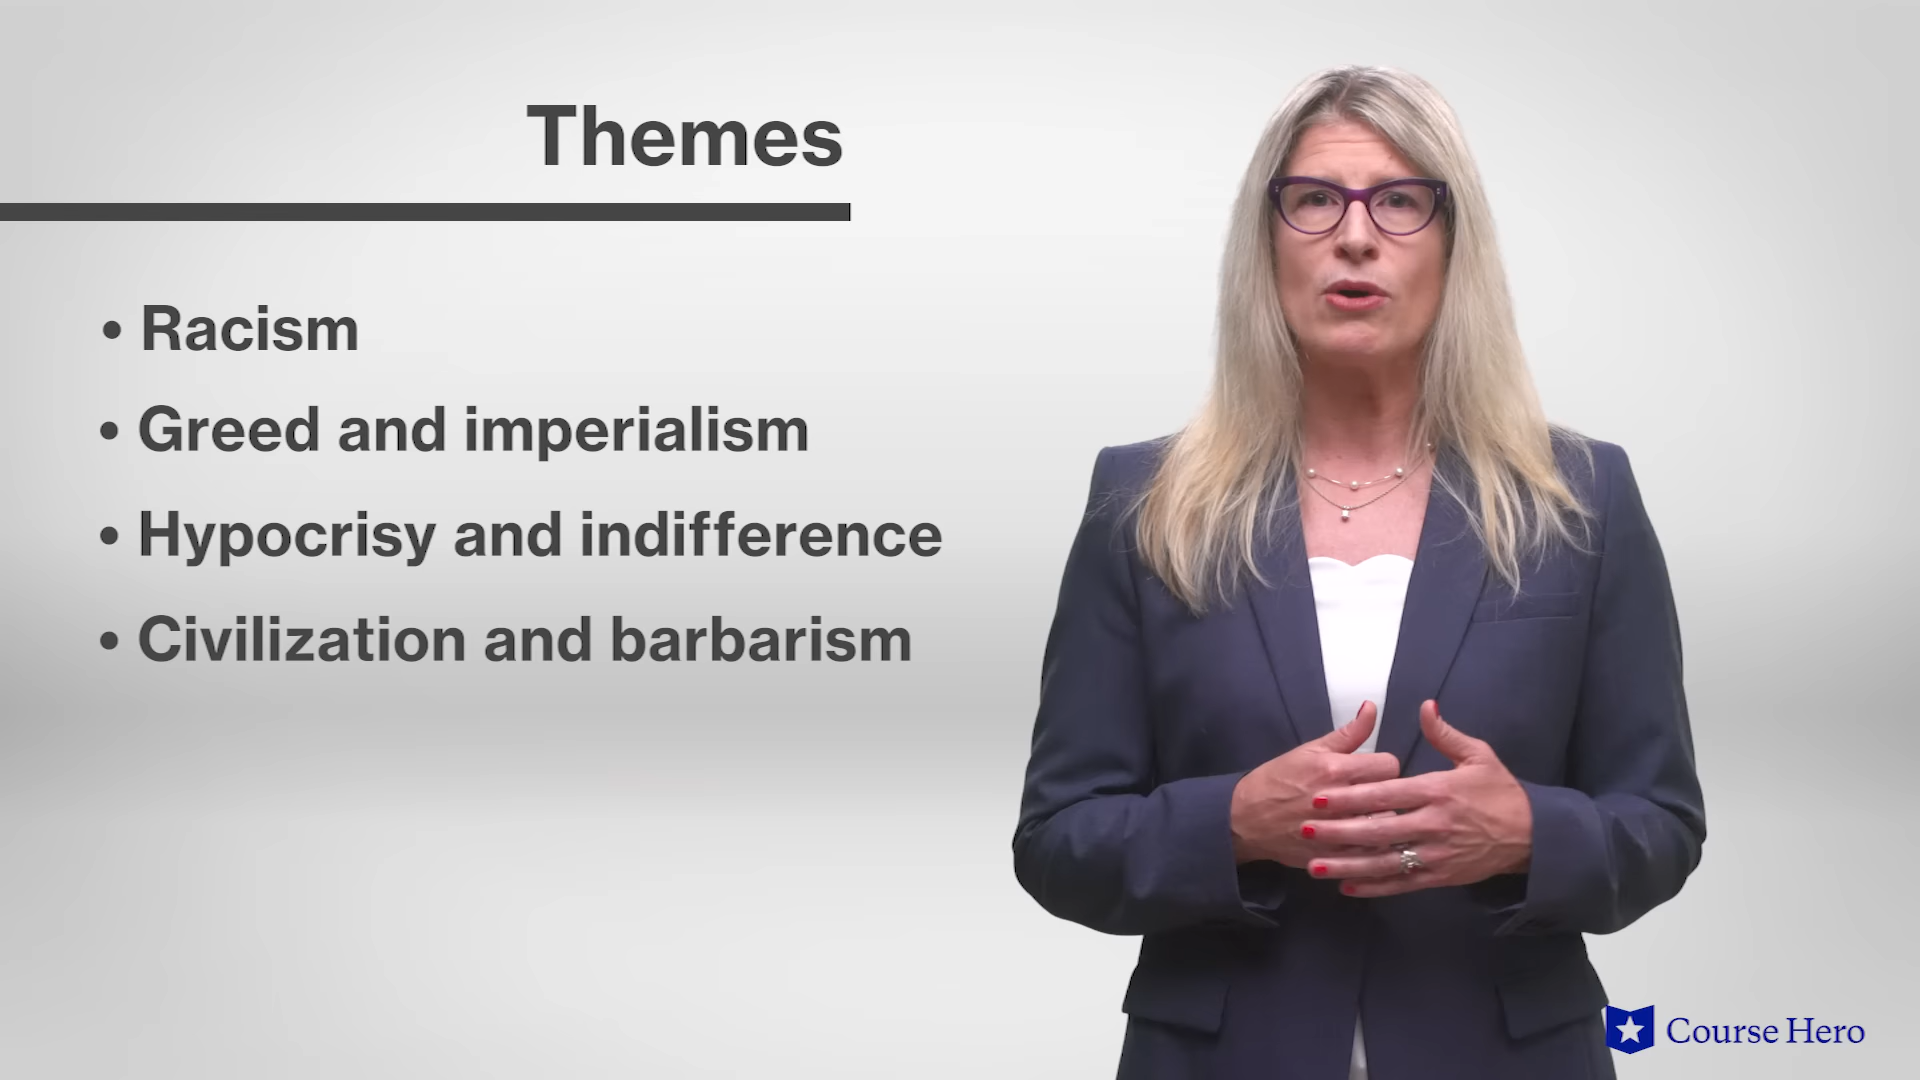 Themes
• Racism
• Greed and imperialism
• Hypocrisy and indifference
• Civilization and barbarism
Course Hero